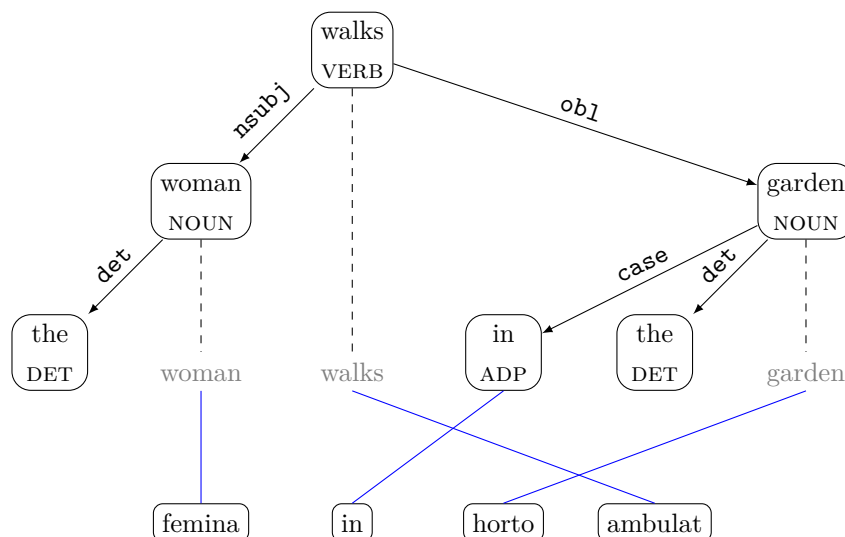 walks
VERB
nsubj
obl
woman
NOUN
garden
NOUN
det
case
det
the
DET
in
ADP
the
DET
woman
walks
garden
femina
in
horto
ambulat